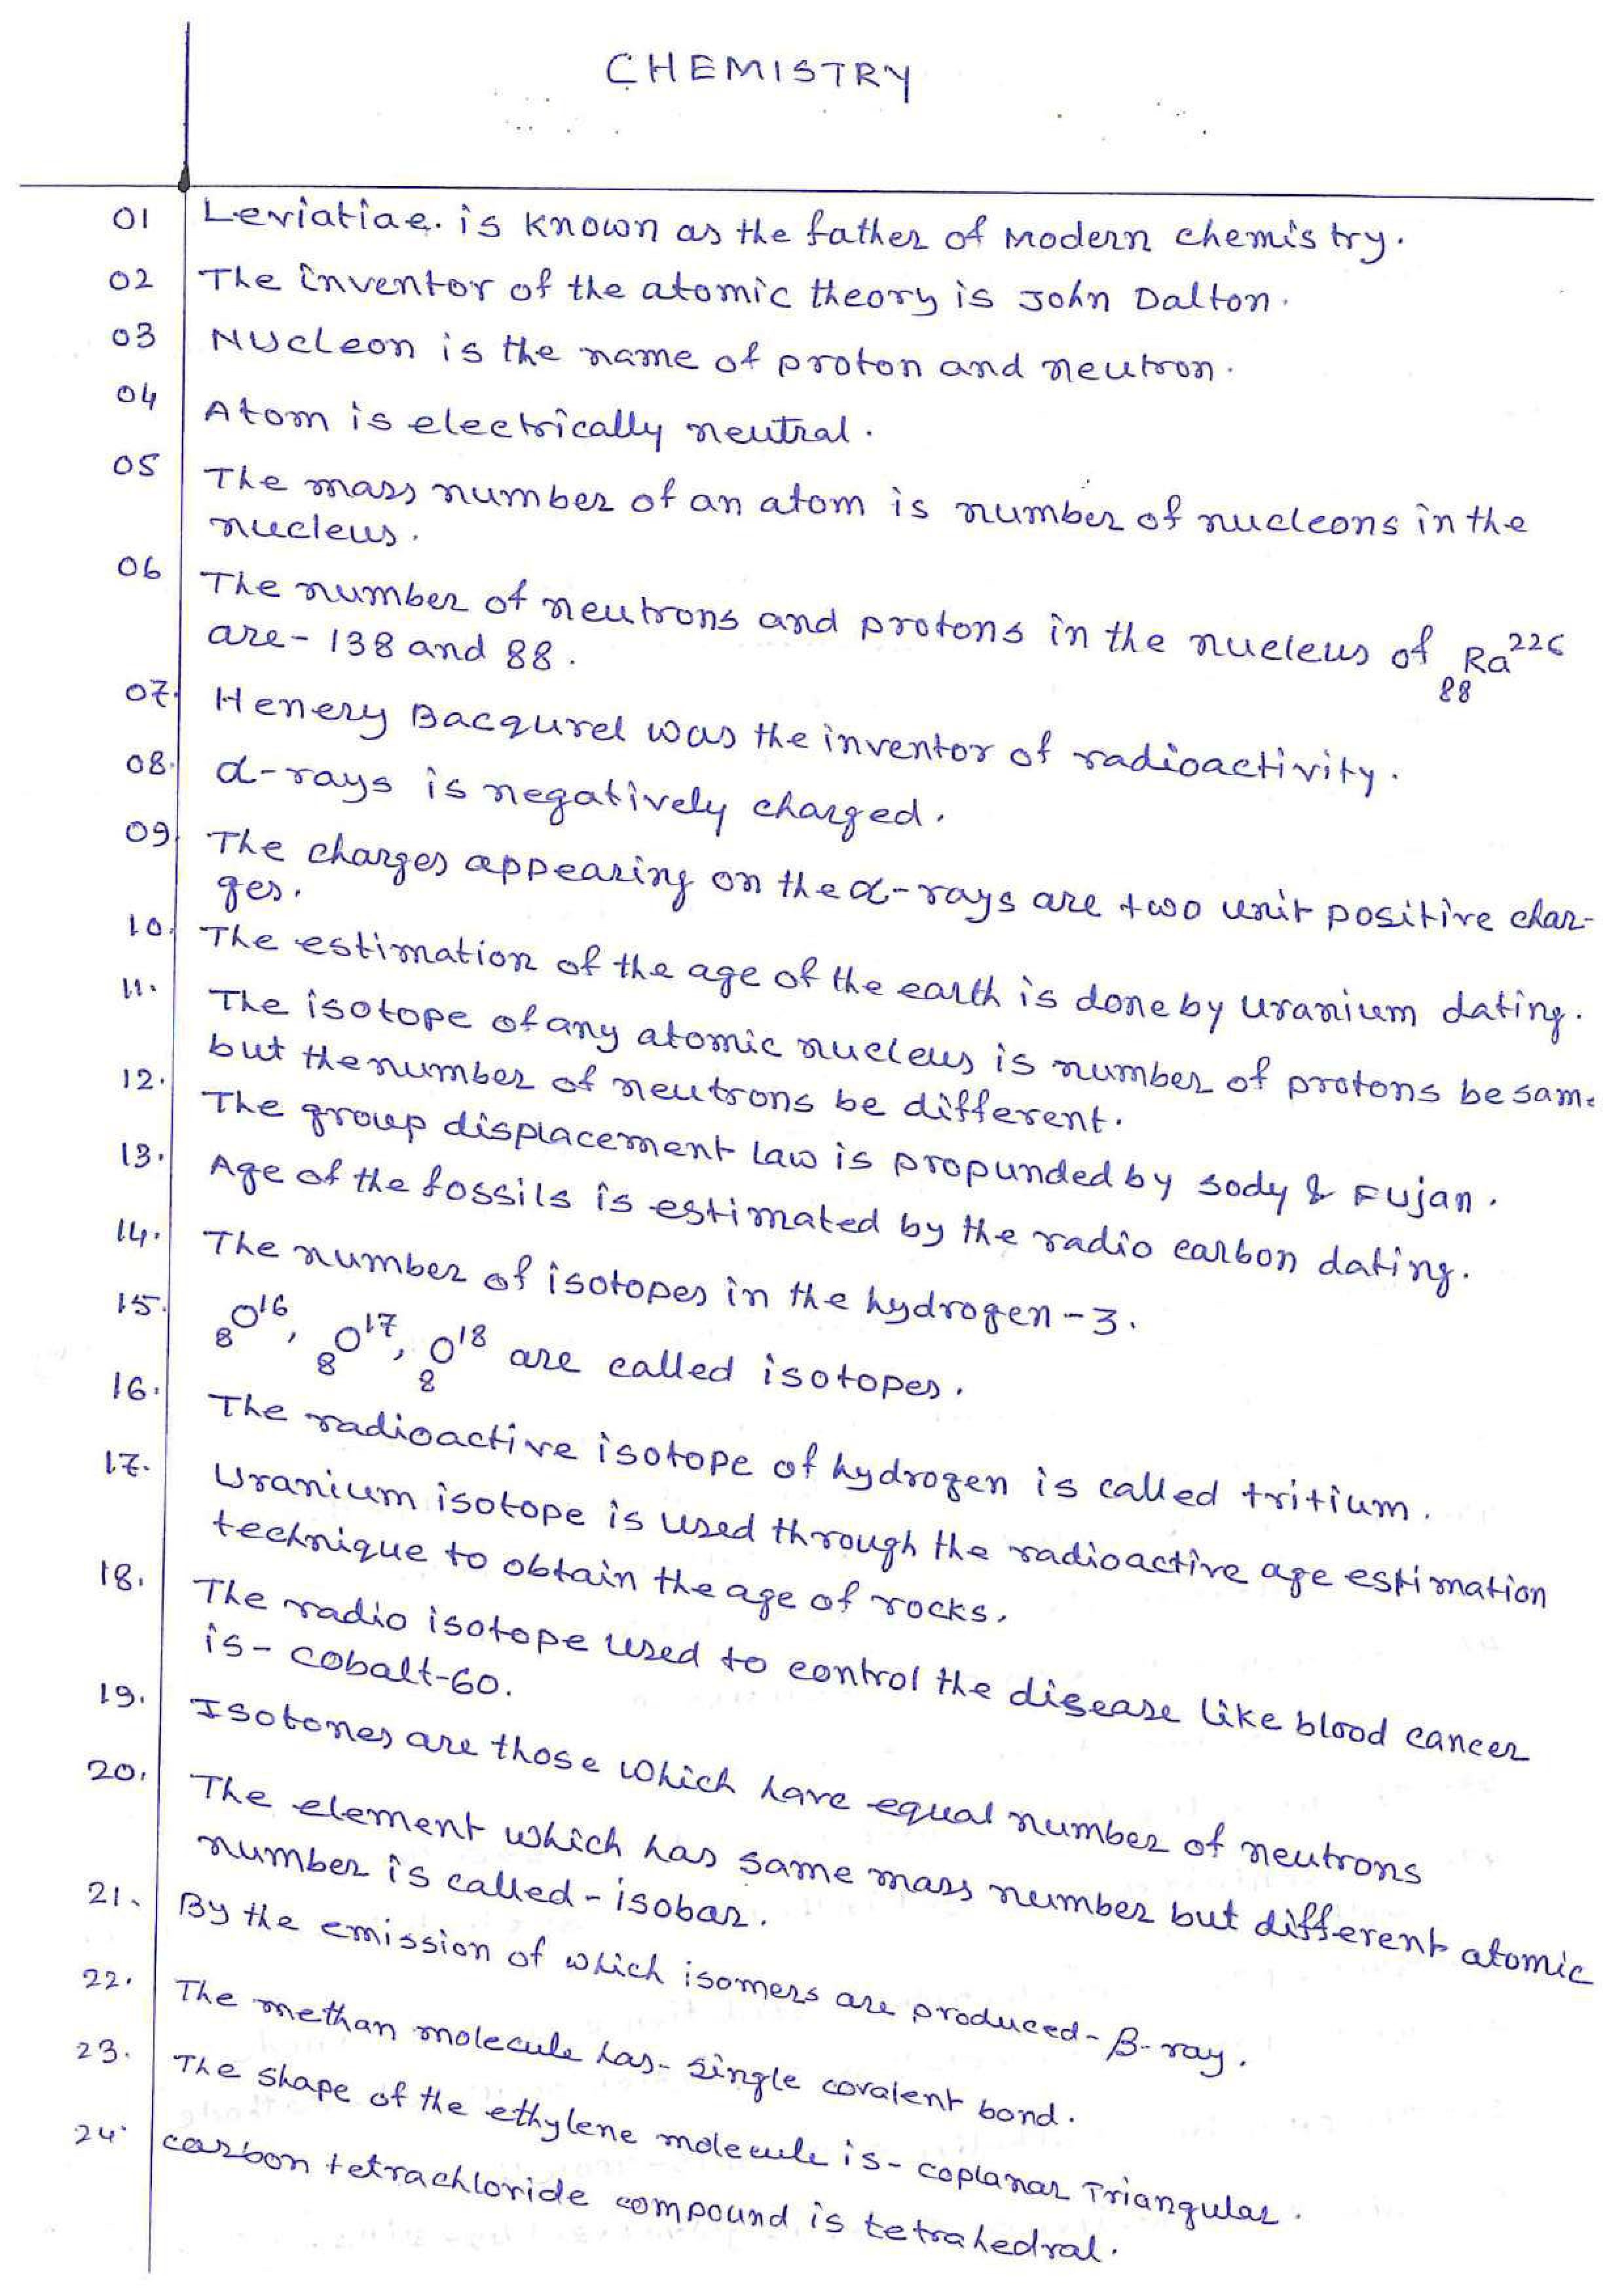 CHEMISTRY
01 Leviatiae. is known as the father of Modern chemistry.
02 The inventor of the atomic theory is John Dalton.
03 Nucleon is the name of proton and neutron.
04 Atom is electrically neutral.
05 The mass number of an atom is number of nucleons in the
nucleus.
06 The number of neutrons and protons in the nucleus of ₈₈Ra²²⁶
are- 138 and 88.
07. Henery Bacqurel was the inventor of radioactivity.
08. α-rays is negatively charged.
09. The charges appearing on the α-rays are two unit positive char-
ges.
10. The estimation of the age of the earth is done by uranium dating.
11. The isotope of any atomic nucleus is number of protons be same
but the number of neutrons be different.
12. The group displacement law is propunded by sody & Fujan.
13. Age of the fossils is estimated by the radio carbon dating.
14. The number of isotopes in the hydrogen-3.
15. ₈O¹⁶, ₈O¹⁷, ₈O¹⁸ are called isotopes.
16. The radioactive isotope of hydrogen is called tritium.
17. Uranium isotope is used through the radioactive age estimation
technique to obtain the age of rocks.
18. The radio isotope used to control the disease like blood cancer
is- cobalt-60.
19. Isotones are those which have equal number of neutrons
20. The element which has same mass number but different atomic
number is called - isobar.
21. By the emission of which isomers are produced- β-ray.
22. The methan molecule has- single covalent bond.
23. The shape of the ethylene molecule is- coplanar Triangular.
24. carbon tetrachloride compound is tetrahedral.